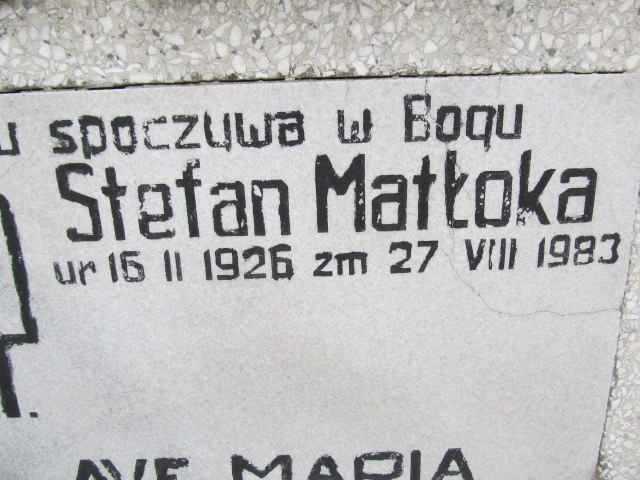 u spoczywa w Bogu
Stefan Matłoka
ur 16 II 1926 zm 27 VIII 1983
AVE MARIA